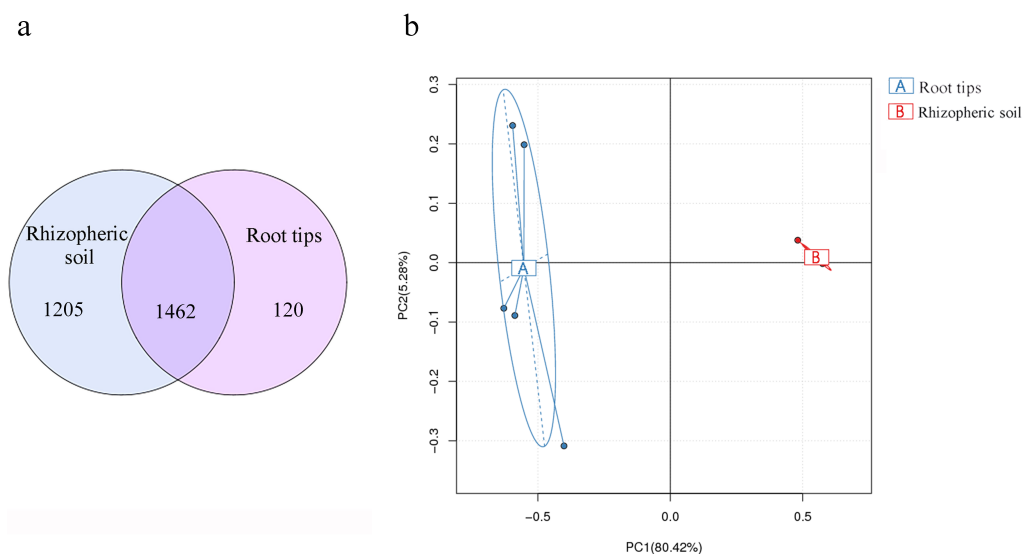 a
b
Rhizopheric
soil
Root tips
1205
1462
120
A Root tips
B Rhizopheric soil
PC2(5.28%)
0.3
0.2
0.1
0.0
−0.1
−0.2
−0.3
A
B
−0.5
0.0
0.5
PC1(80.42%)